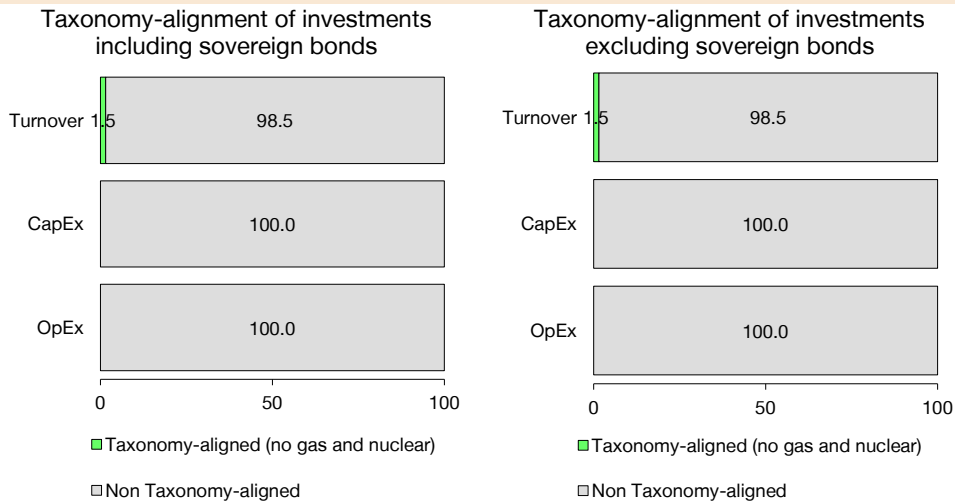 Taxonomy-alignment of investments
including sovereign bonds
Turnover 1.5 98.5
CapEx 100.0
OpEx 100.0
0 50 100
Taxonomy-aligned (no gas and nuclear)
Non Taxonomy-aligned
Taxonomy-alignment of investments
excluding sovereign bonds
Turnover 1.5 98.5
CapEx 100.0
OpEx 100.0
0 50 100
Taxonomy-aligned (no gas and nuclear)
Non Taxonomy-aligned